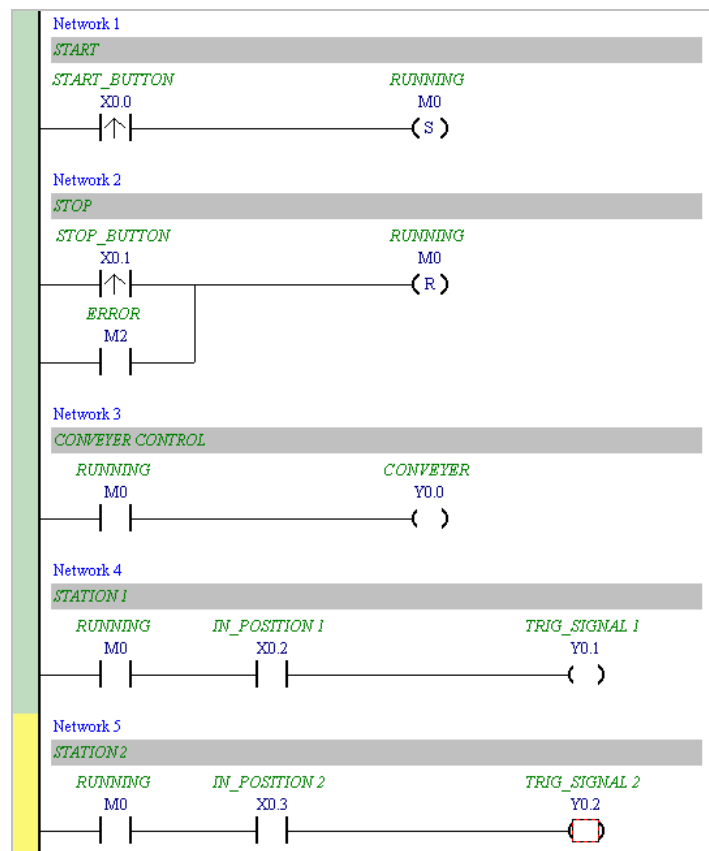 Network 1
START
START_BUTTON RUNNING
X0.0 M0
S
Network 2
STOP
STOP_BUTTON RUNNING
X0.1 M0
R
ERROR
M2
Network 3
CONVEYER CONTROL
RUNNING CONVEYER
M0 Y0.0
Network 4
STATION 1
RUNNING IN_POSITION 1 TRIG_SIGNAL 1
M0 X0.2 Y0.1
Network 5
STATION2
RUNNING IN_POSITION 2 TRIG_SIGNAL 2
M0 X0.3 Y0.2